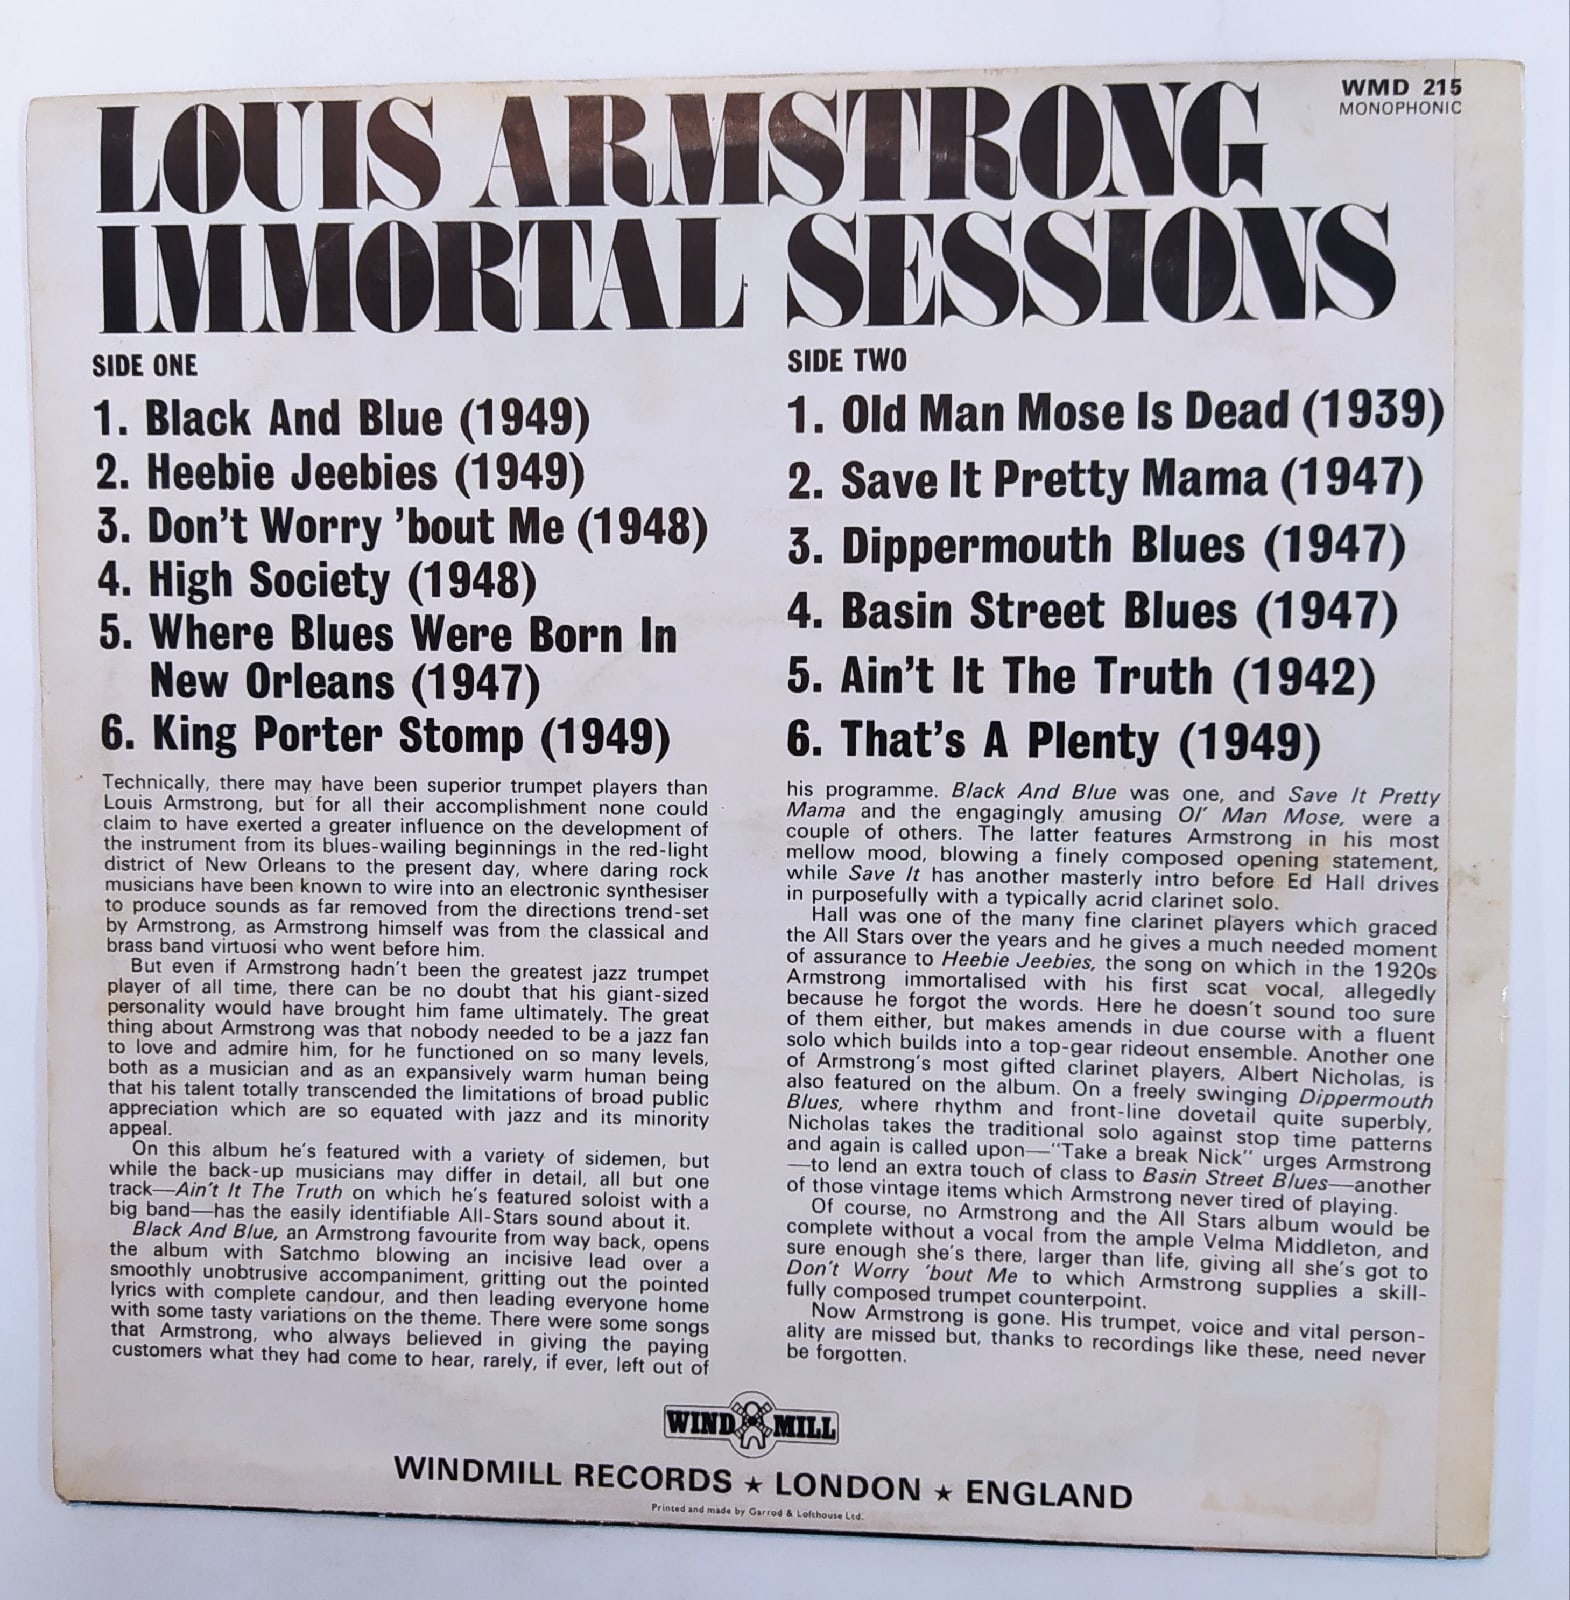 WMD 215
MONOPHONIC
LOUIS ARMSTRONG
IMMORTAL SESSIONS
SIDE ONE
1. Black And Blue (1949)
2. Heebie Jeebies (1949)
3. Don't Worry 'bout Me (1948)
4. High Society (1948)
5. Where Blues Were Born In
New Orleans (1947)
6. King Porter Stomp (1949)
SIDE TWO
1. Old Man Mose Is Dead (1939)
2. Save It Pretty Mama (1947)
3. Dippermouth Blues (1947)
4. Basin Street Blues (1947)
5. Ain't It The Truth (1942)
6. That's A Plenty (1949)
Technically, there may have been superior trumpet players than
Louis Armstrong, but for all their accomplishment none could
claim to have exerted a greater influence on the development of
the instrument from its blues-wailing beginnings in the red-light
district of New Orleans to the present day, where daring rock
musicians have been known to wire into an electronic synthesiser
to produce sounds as far removed from the directions trend-set
by Armstrong, as Armstrong himself was from the classical and
brass band virtuosi who went before him.
But even if Armstrong hadn't been the greatest jazz trumpet
player of all time, there can be no doubt that his giant-sized
personality would have brought him fame ultimately. The great
thing about Armstrong was that nobody needed to be a jazz fan
to love and admire him, for he functioned on so many levels,
both as a musician and as an expansively warm human being
that his talent totally transcended the limitations of broad public
appreciation which are so equated with jazz and its minority
appeal.
On this album he's featured with a variety of sidemen, but
while the back-up musicians may differ in detail, all but one
track—Ain't It The Truth on which he's featured soloist with a
big band—has the easily identifiable All-Stars sound about it.
Black And Blue, an Armstrong favourite from way back, opens
the album with Satchmo blowing an incisive lead over a
smoothly unobtrusive accompaniment, gritting out the pointed
lyrics with complete candour, and then leading everyone home
with some tasty variations on the theme. There were some songs
that Armstrong, who always believed in giving the paying
customers what they had come to hear, rarely, if ever, left out of
his programme. Black And Blue was one, and Save It Pretty
Mama and the engagingly amusing Ol' Man Mose, were a
couple of others. The latter features Armstrong in his most
mellow mood, blowing a finely composed opening statement,
while Save It has another masterly intro before Ed Hall drives
in purposefully with a typically acrid clarinet solo.
Hall was one of the many fine clarinet players which graced
the All Stars over the years and he gives a much needed moment
of assurance to Heebie Jeebies, the song on which in the 1920s
Armstrong immortalised with his first scat vocal, allegedly
because he forgot the words. Here he doesn't sound too sure
of them either, but makes amends in due course with a fluent
solo which builds into a top-gear rideout ensemble. Another one
of Armstrong's most gifted clarinet players, Albert Nicholas, is
also featured on the album. On a freely swinging Dippermouth
Blues, where rhythm and front-line dovetail quite superbly,
Nicholas takes the traditional solo against stop time patterns
and again is called upon—"Take a break Nick" urges Armstrong
—to lend an extra touch of class to Basin Street Blues—another
of those vintage items which Armstrong never tired of playing.
Of course, no Armstrong and the All Stars album would be
complete without a vocal from the ample Velma Middleton, and
sure enough she's there, larger than life, giving all she's got to
Don't Worry 'bout Me to which Armstrong supplies a skill-
fully composed trumpet counterpoint.
Now Armstrong is gone. His trumpet, voice and vital person-
ality are missed but, thanks to recordings like these, need never
be forgotten.
WIND MILL
WINDMILL RECORDS ★ LONDON ★ ENGLAND
Printed and made by Garrod & Lofthouse Ltd.